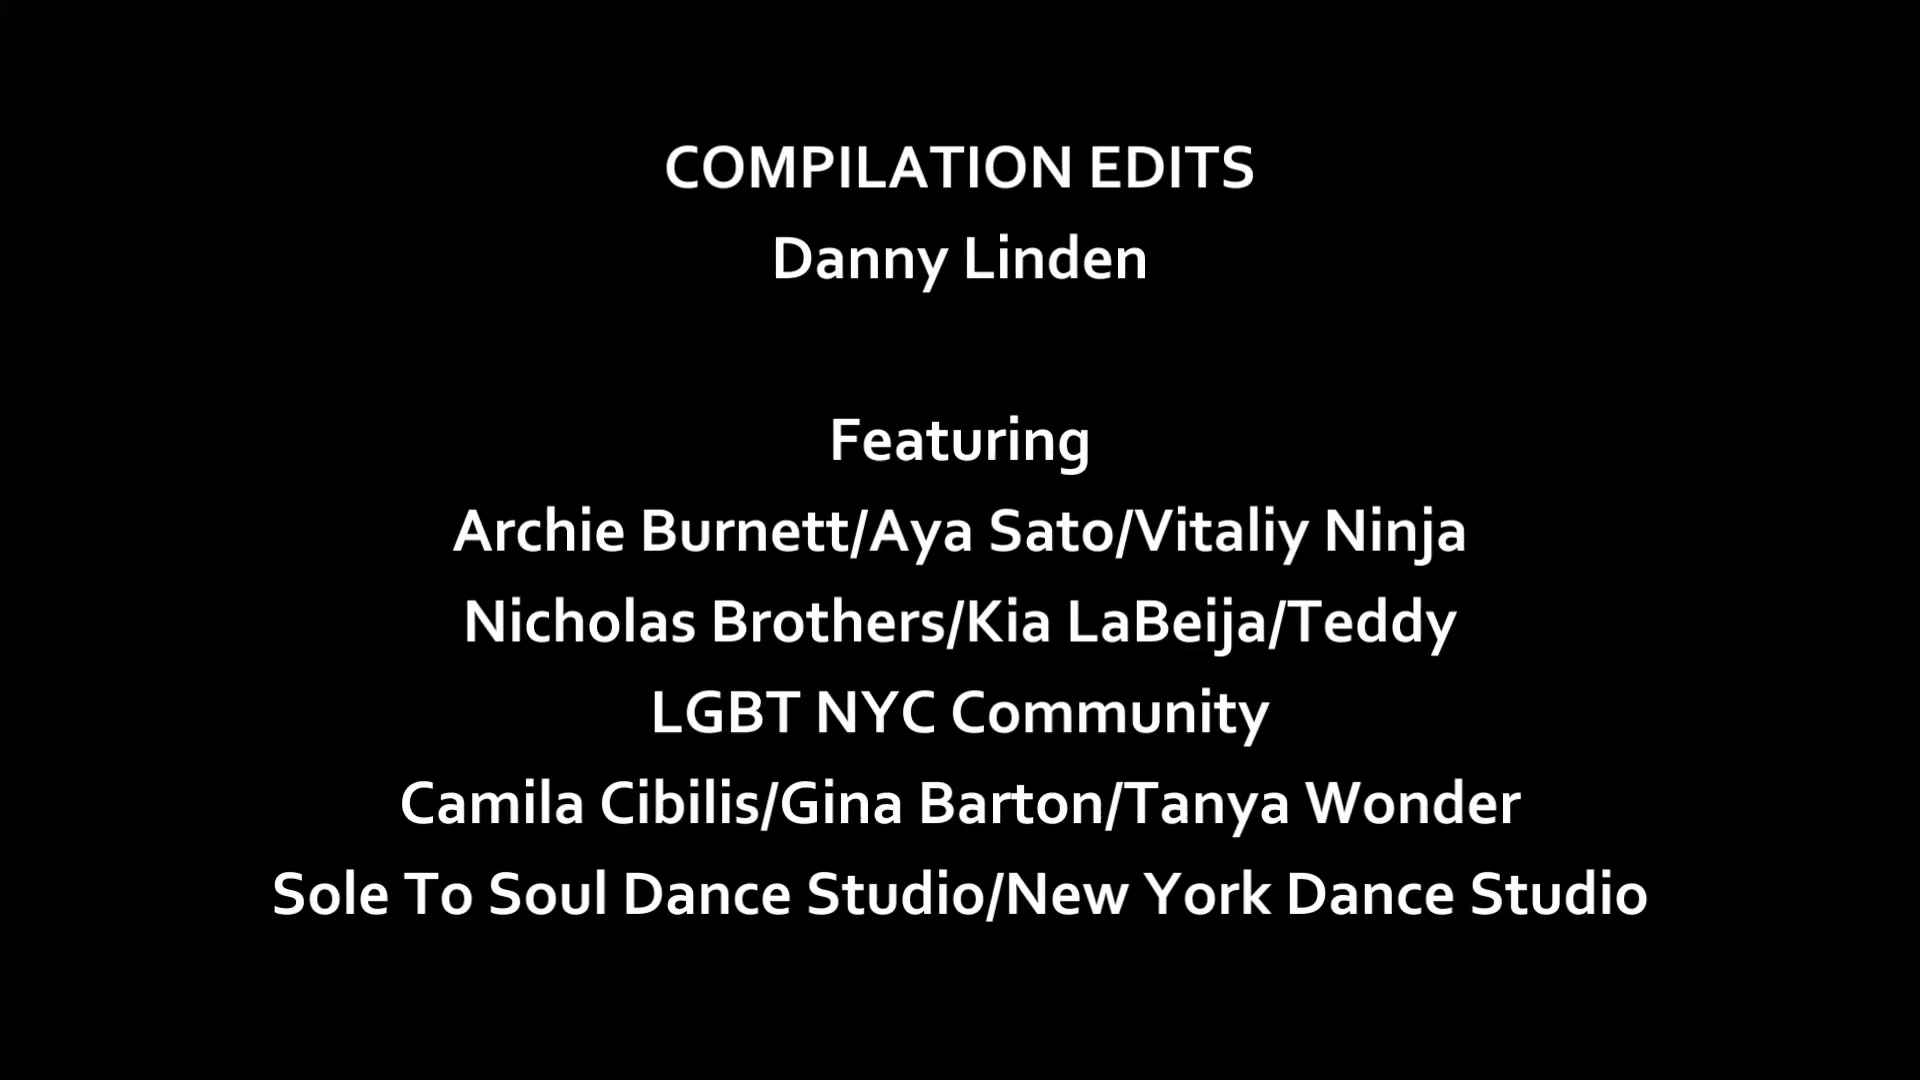 COMPILATION EDITS
Danny Linden
Featuring
Archie Burnett/Aya Sato/Vitaliy Ninja
Nicholas Brothers/Kia LaBeija/Teddy
LGBT NYC Community
Camila Cibilis/Gina Barton/Tanya Wonder
Sole To Soul Dance Studio/New York Dance Studio